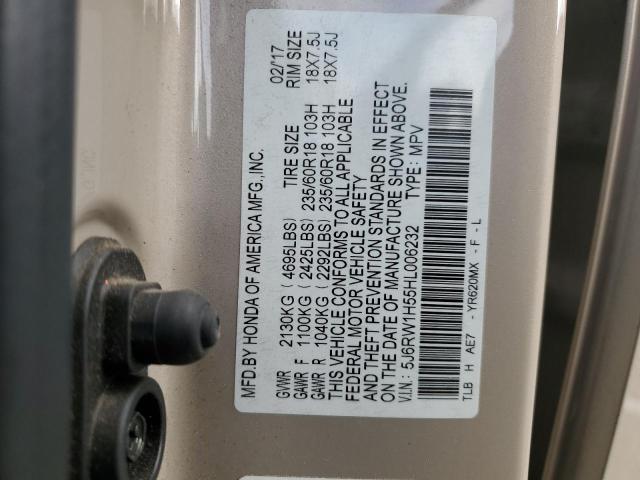 MFD.BY HONDA OF AMERICA MFG.,INC. 02/17
GVWR 2130KG (4695LBS) TIRE SIZE RIM SIZE
GAWR F 1100KG (2425LBS) 235/60R18 103H 18X7.5J
GAWR R 1040KG (2292LBS) 235/60R18 103H 18X7.5J
THIS VEHICLE CONFORMS TO ALL APPLICABLE
FEDERAL MOTOR VEHICLE SAFETY
AND THEFT PREVENTION STANDARDS IN EFFECT
ON THE DATE OF MANUFACTURE SHOWN ABOVE.
V.I.N.: 5J6RW1H55HL006232 TYPE: MPV
TLB H AE7 - YR620MX - F - L